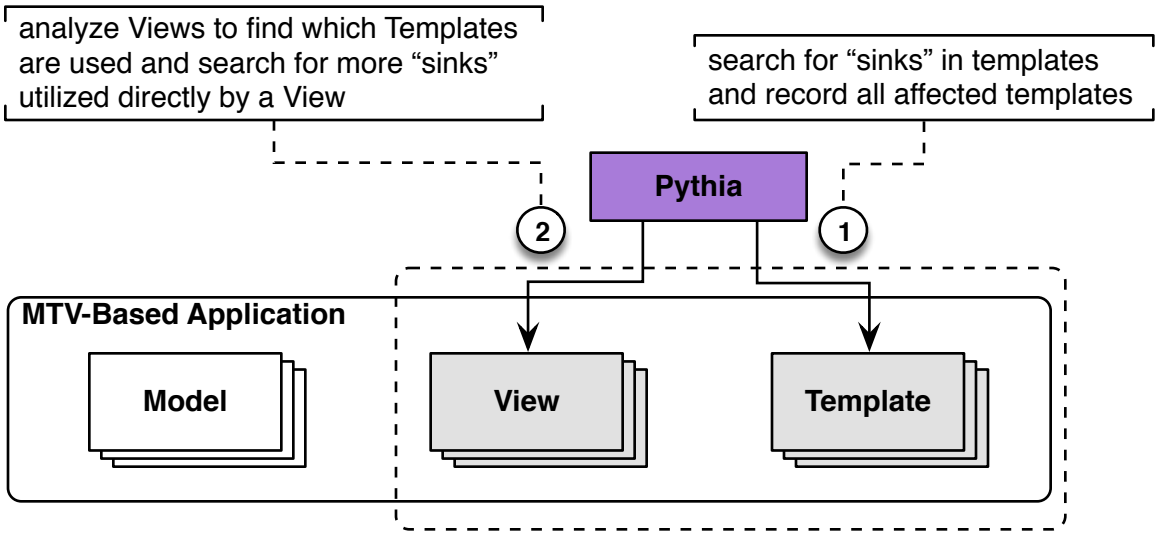 analyze Views to find which Templates
are used and search for more “sinks”
utilized directly by a View
search for “sinks” in templates
and record all affected templates
Pythia
2
1
MTV-Based Application
Model
View
Template